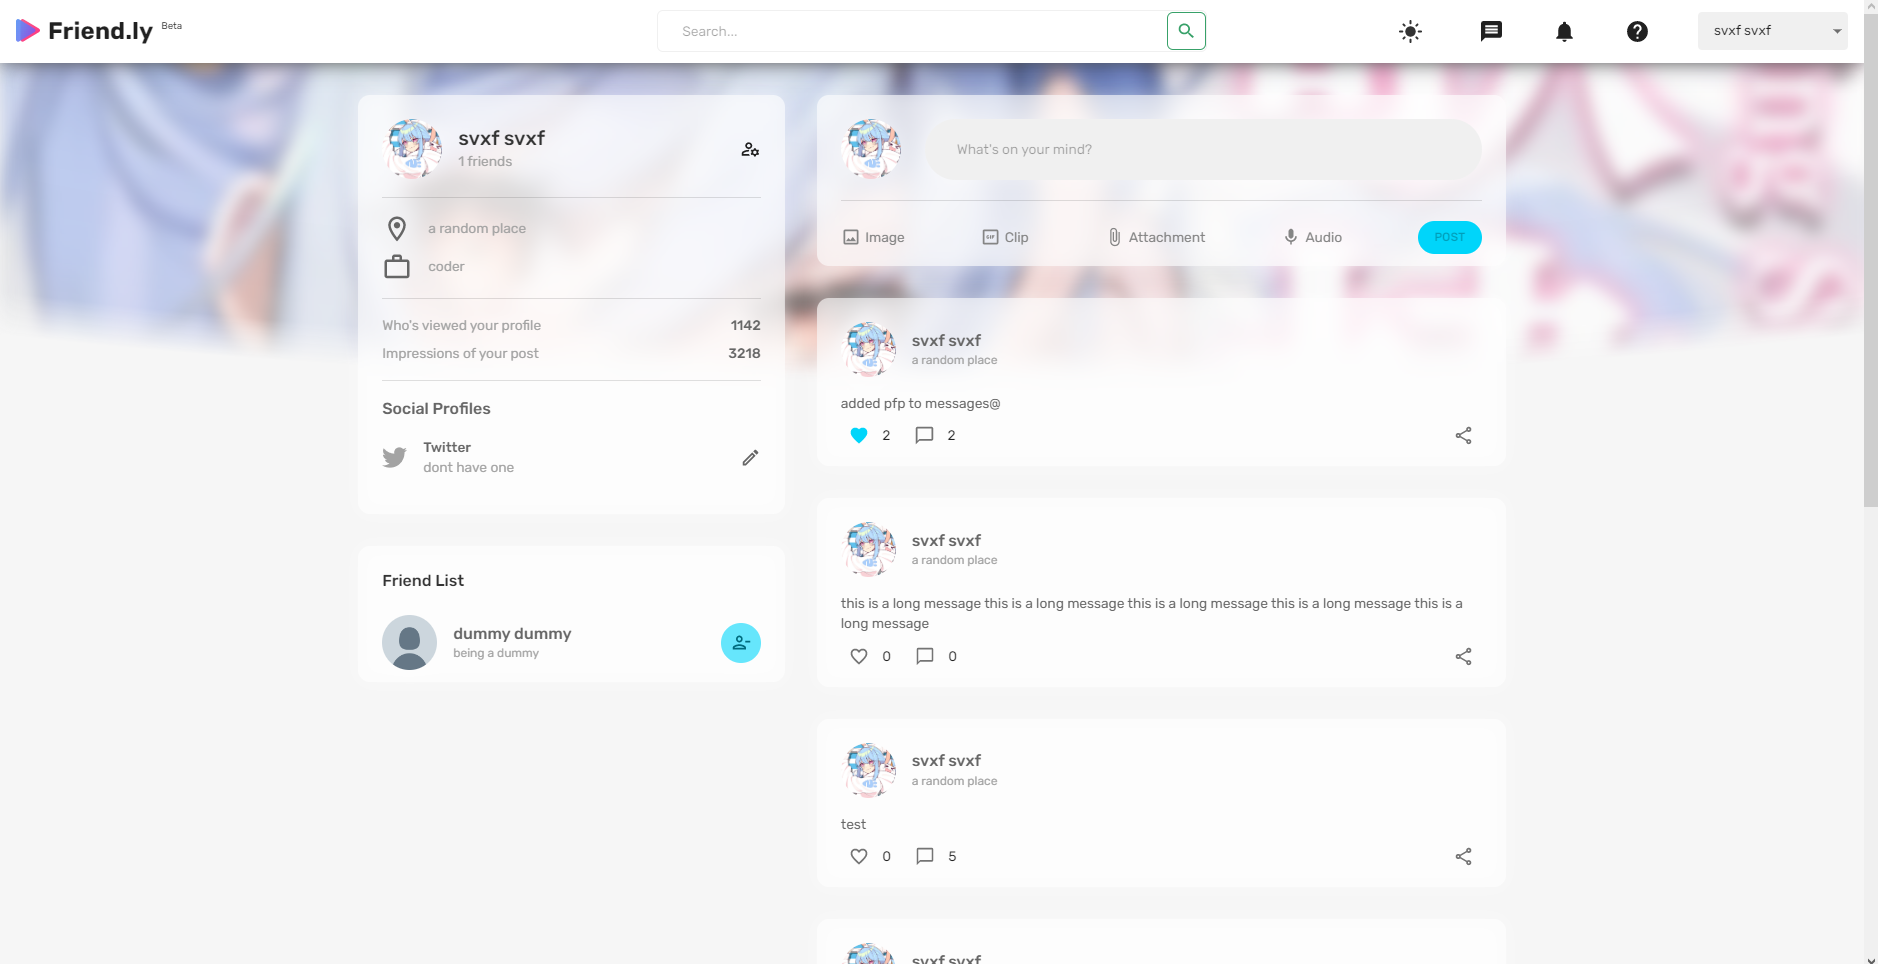 Friend.ly Beta
Search...
svxf svxf
svxf svxf
1 friends
a random place
coder
Who's viewed your profile 1142
Impressions of your post 3218
Social Profiles
Twitter
dont have one
Friend List
dummy dummy
being a dummy
What's on your mind?
Image GIF Clip Attachment Audio POST
svxf svxf
a random place
added pfp to messages@
2 2
svxf svxf
a random place
this is a long message this is a long message this is a long message this is a long message this is a
long message
0 0
svxf svxf
a random place
test
0 5
svxf svxf